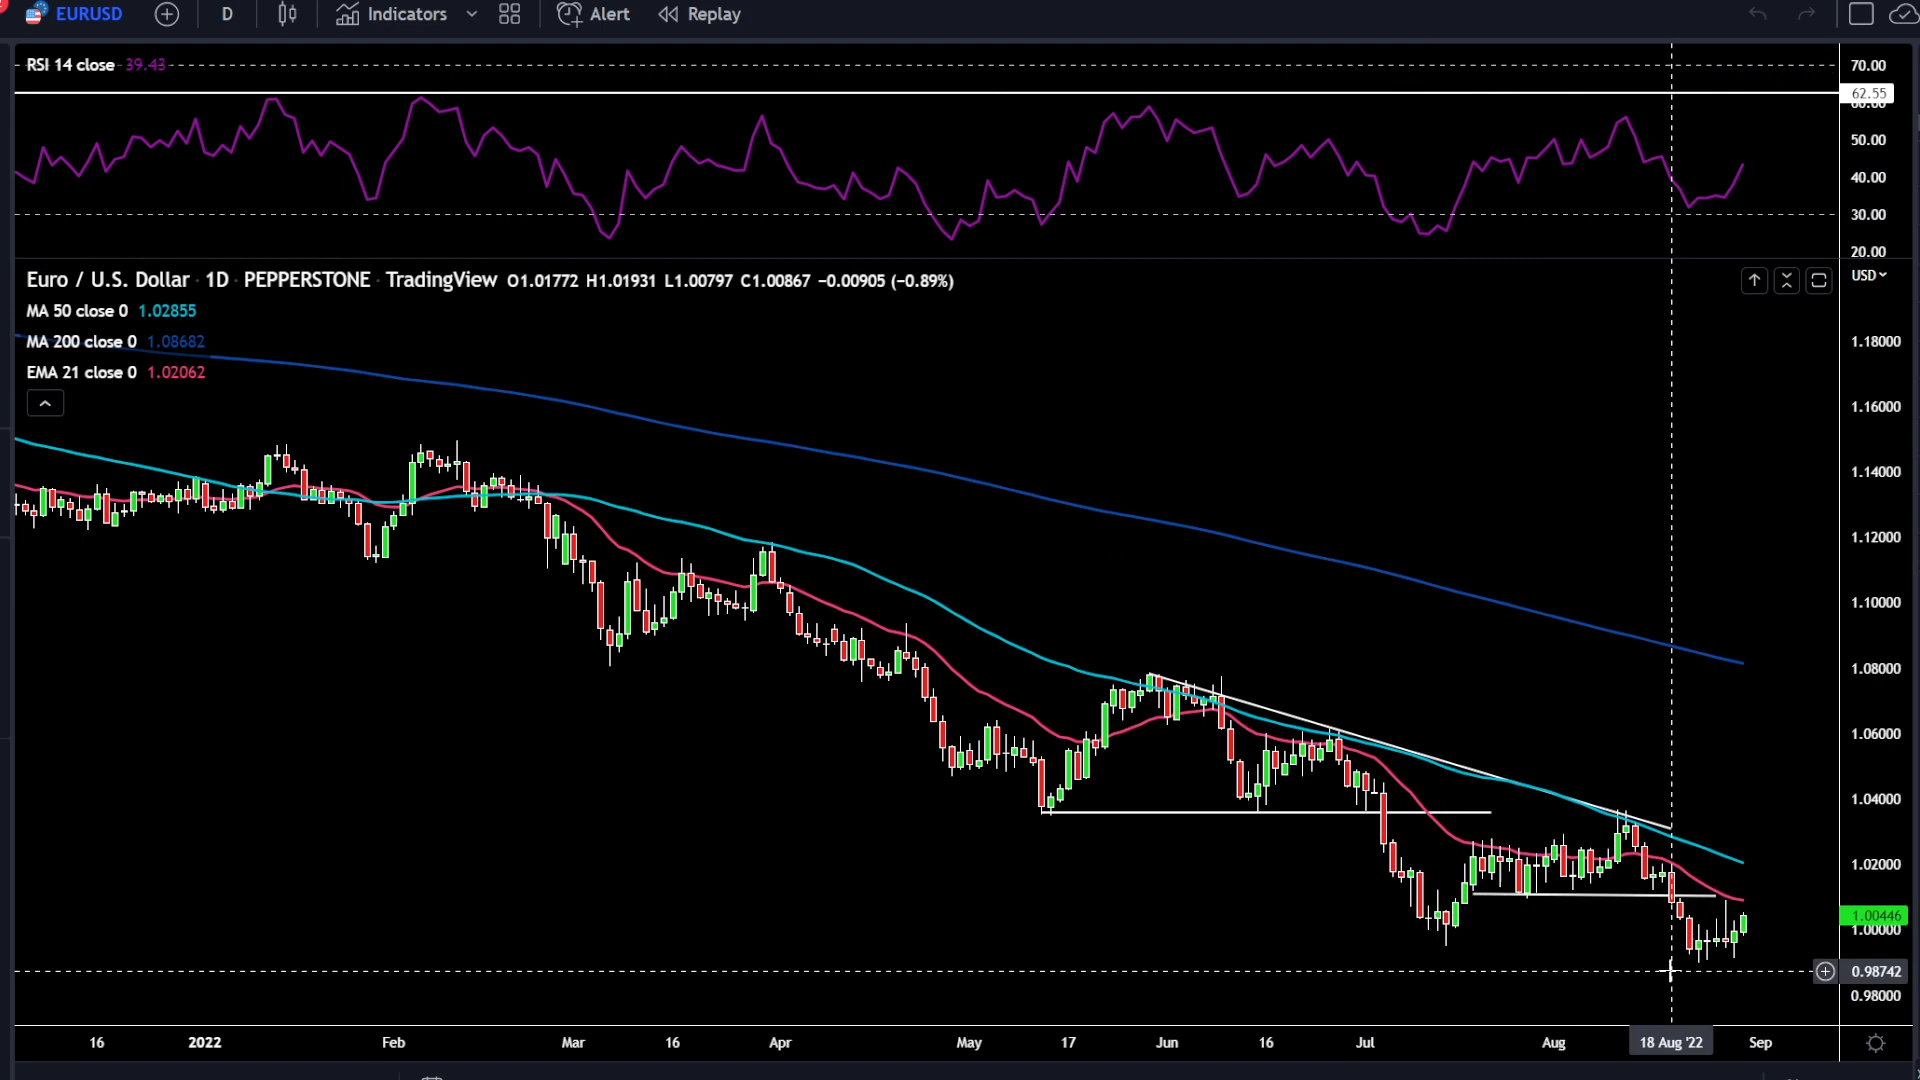 EURUSD D Indicators Alert Replay
RSI 14 close 39.43
70.00
62.55
60.00
50.00
40.00
30.00
20.00
Euro / U.S. Dollar · 1D · PEPPERSTONE · TradingView O1.01772 H1.01931 L1.00797 C1.00867 −0.00905 (−0.89%)
USD
MA 50 close 0 1.02855
MA 200 close 0 1.08682
EMA 21 close 0 1.02062
1.18000
1.16000
1.14000
1.12000
1.10000
1.08000
1.06000
1.04000
1.02000
1.00446
1.00000
0.98742
0.98000
16 2022 Feb Mar 16 Apr May 17 Jun 16 Jul Aug 18 Aug '22 Sep